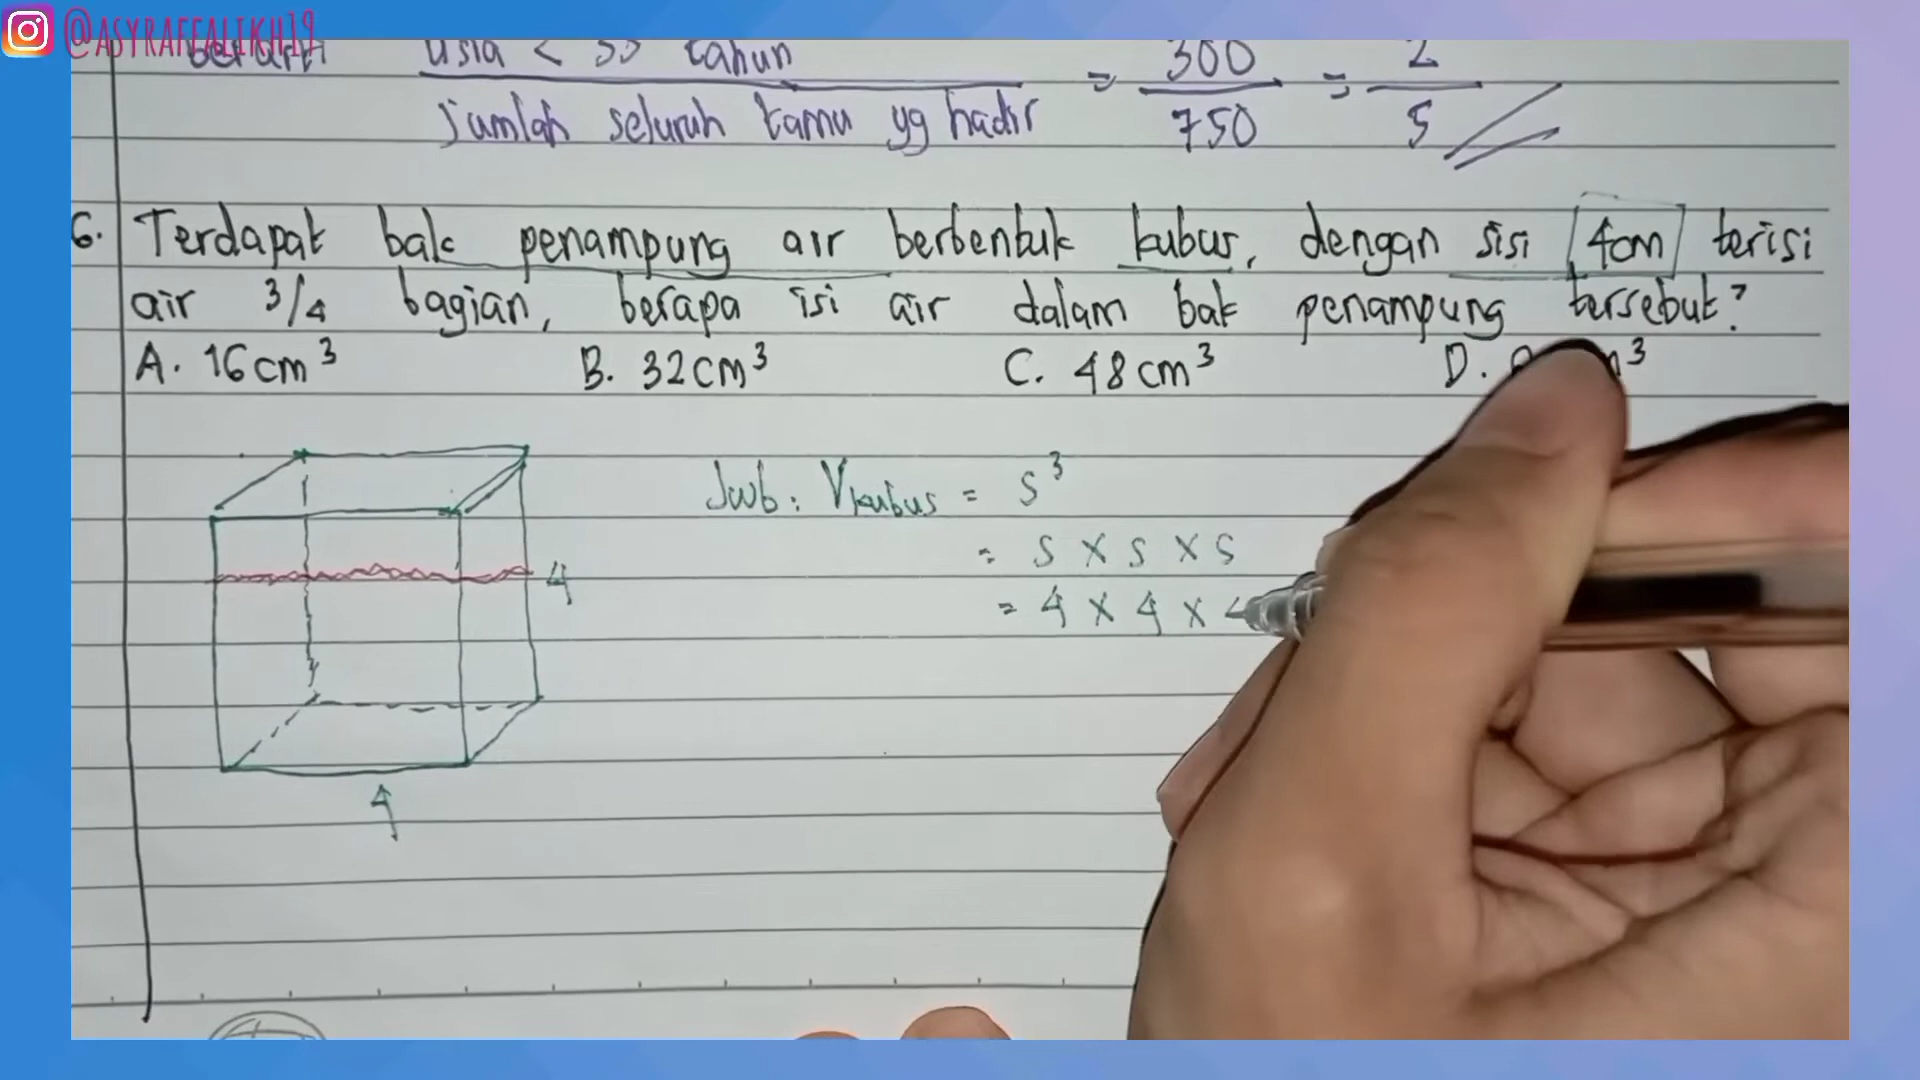 @ASYRAFFALIKH19
berarti usia < 35 tahun = 300 = 2
jumlah seluruh tamu yg hadir 750 5
6. Terdapat bak penampung air berbentuk kubus, dengan sisi 4cm terisi
air 3/4 bagian, berapa isi air dalam bak penampung tersebut?
A. 16 cm³ B. 32 cm³ C. 48 cm³ D.
Jwb: Vkubus = s³
= s × s × s
4
= 4 × 4 ×
4